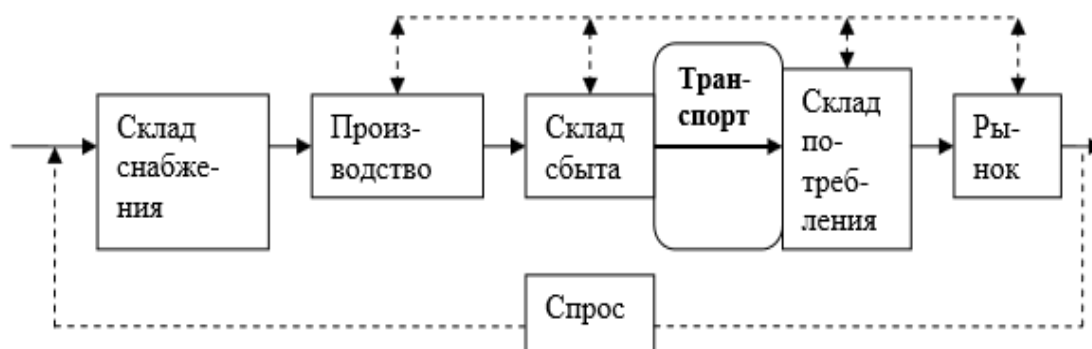 Тран-
спорт
Склад
снабже-
ния
Произ-
водство
Склад
сбыта
Склад
по-
треб-
ления
Ры-
нок
Спрос